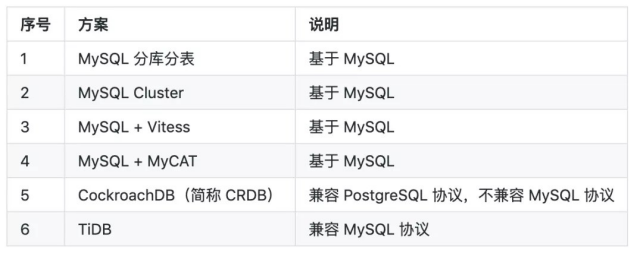 序号 方案 说明
1 MySQL 分库分表 基于 MySQL
2 MySQL Cluster 基于 MySQL
3 MySQL + Vitess 基于 MySQL
4 MySQL + MyCAT 基于 MySQL
5 CockroachDB（简称 CRDB） 兼容 PostgreSQL 协议，不兼容 MySQL 协议
6 TiDB 兼容 MySQL 协议